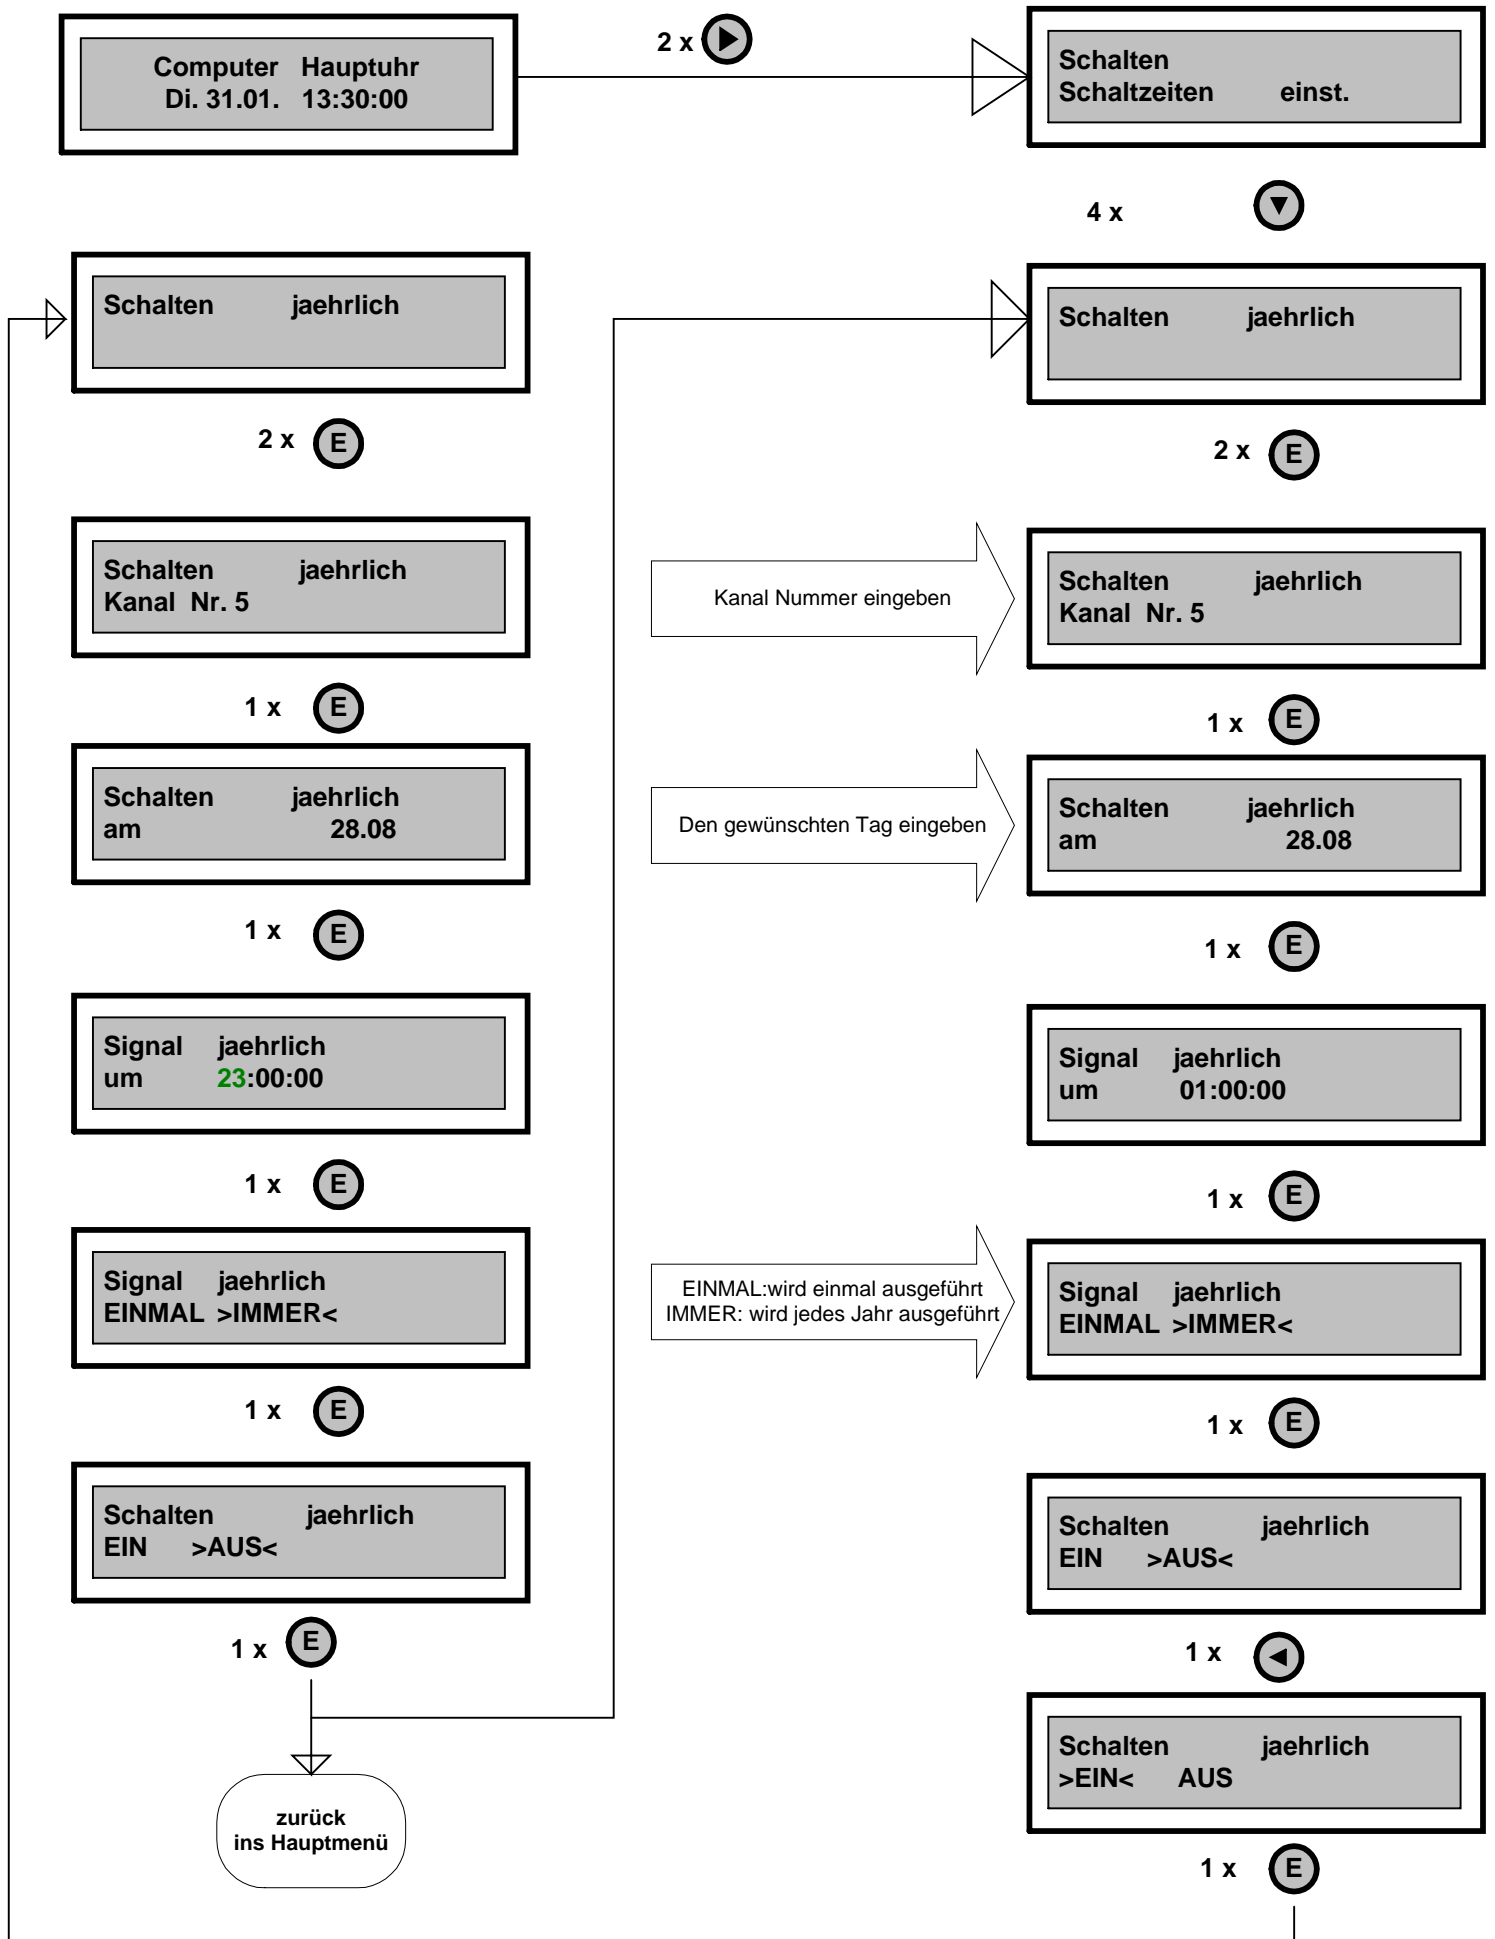 Computer Hauptuhr
Di. 31.01. 13:30:00
2 x
Schalten
Schaltzeiten einst.
4 x
Schalten jaehrlich
2 x E
Kanal Nummer eingeben
Schalten jaehrlich
Kanal Nr. 5
1 x E
Den gewünschten Tag eingeben
Schalten jaehrlich
am 28.08
1 x E
Signal jaehrlich
um 01:00:00
1 x E
EINMAL:wird einmal ausgeführt
IMMER: wird jedes Jahr ausgeführt
Signal jaehrlich
EINMAL >IMMER<
1 x E
Schalten jaehrlich
EIN >AUS<
1 x
Schalten jaehrlich
>EIN< AUS
1 x E
Schalten jaehrlich
2 x E
Schalten jaehrlich
Kanal Nr. 5
1 x E
Schalten jaehrlich
am 28.08
1 x E
Signal jaehrlich
um 23:00:00
1 x E
Signal jaehrlich
EINMAL >IMMER<
1 x E
Schalten jaehrlich
EIN >AUS<
1 x E
zurück
ins Hauptmenü